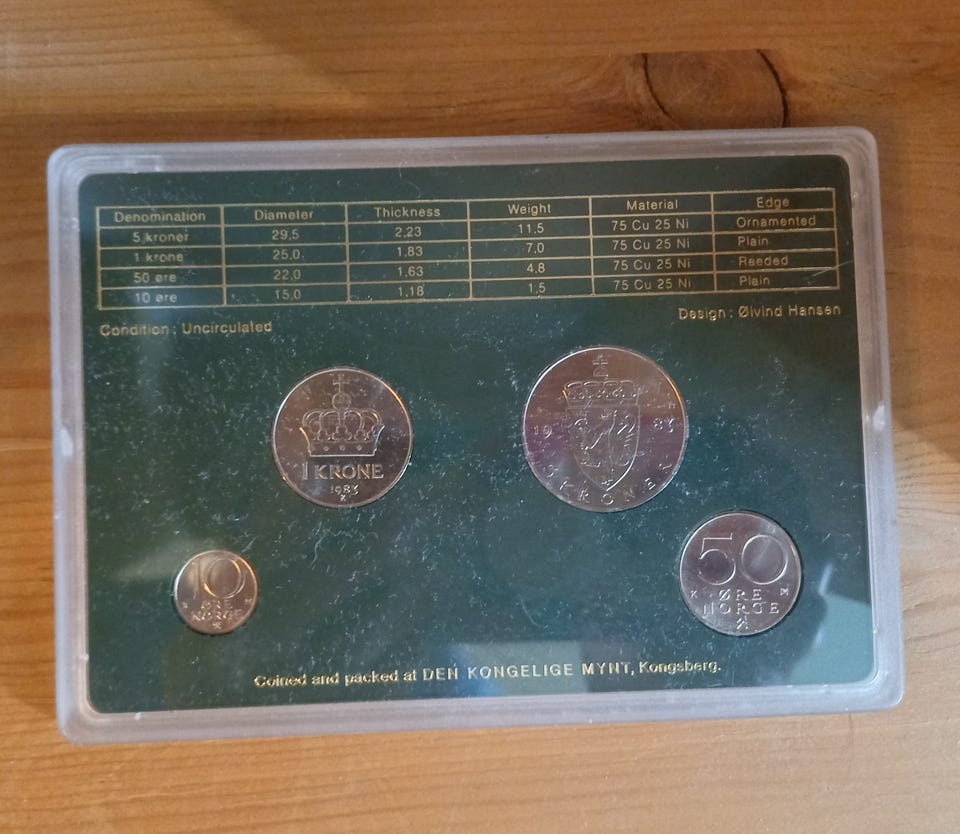 Denomination Diameter Thickness Weight Material Edge
5 kroner 29,5 2,23 11,5 75 Cu 25 Ni Ornamented
1 krone 25,0 1,83 7,0 75 Cu 25 Ni Plain
50 øre 22,0 1,63 4,8 75 Cu 25 Ni Reeded
10 øre 15,0 1,18 1,5 75 Cu 25 Ni Plain
Condition : Uncirculated
Design : Øivind Hansen
1 KRONE
1983
K
19 83
5 KRONER
10
ØRE
NORGE
50
K ØRE
NORGE
Coined and packed at DEN KONGELIGE MYNT, Kongsberg.